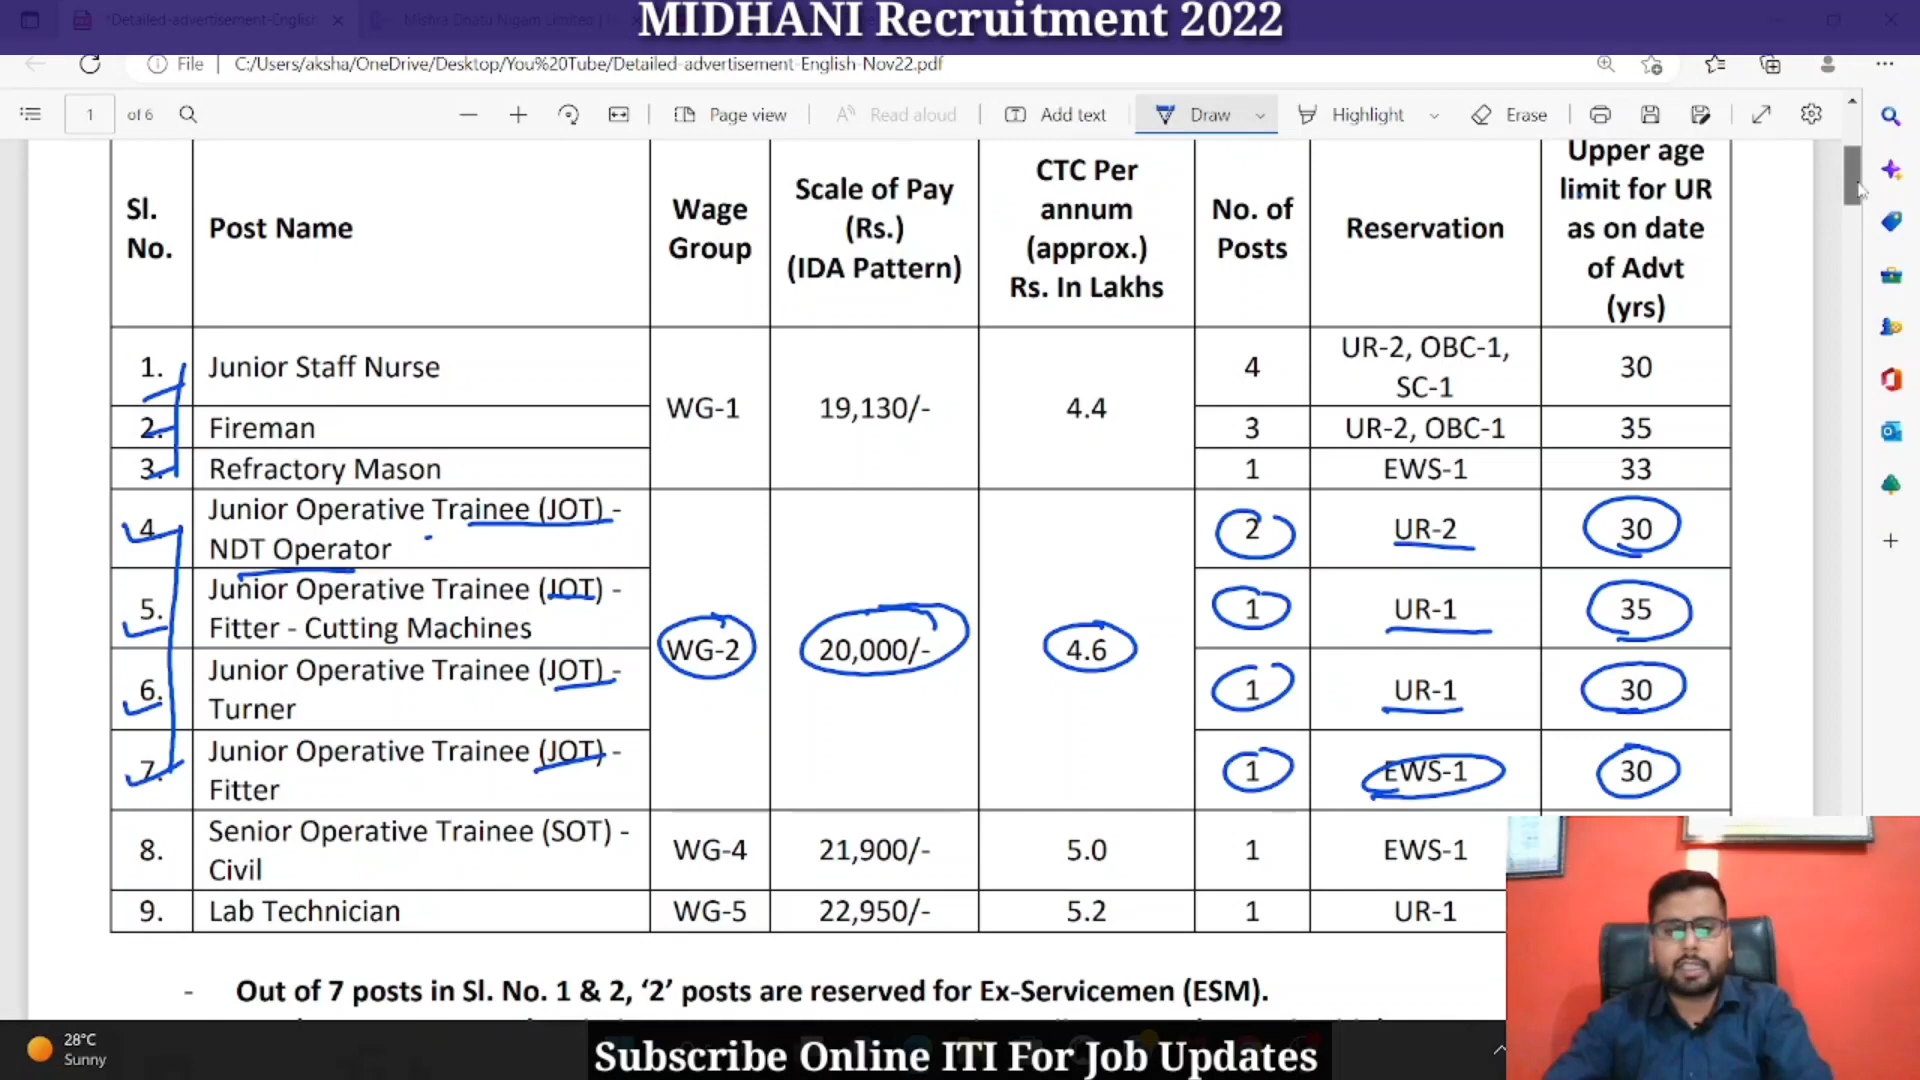 MIDHANI Recruitment 2022
*Detailed-advertisement-English
Mishra Dhatu Nigam Limited
File C:/Users/aksha/OneDrive/Desktop/You%20Tube/Detailed-advertisement-English-Nov22.pdf
1 of 6 Page view Read aloud Add text Draw Highlight Erase
Sl. No. Post Name Wage Group Scale of Pay (Rs.) (IDA Pattern) CTC Per annum (approx.) Rs. In Lakhs No. of Posts Reservation Upper age limit for UR as on date of Advt (yrs)
1. Junior Staff Nurse WG-1 19,130/- 4.4 4 UR-2, OBC-1, SC-1 30
2. Fireman 3 UR-2, OBC-1 35
3. Refractory Mason 1 EWS-1 33
4. Junior Operative Trainee (JOT) - NDT Operator WG-2 20,000/- 4.6 2 UR-2 30
5. Junior Operative Trainee (JOT) - Fitter - Cutting Machines 1 UR-1 35
6. Junior Operative Trainee (JOT) - Turner 1 UR-1 30
7. Junior Operative Trainee (JOT) - Fitter 1 EWS-1 30
8. Senior Operative Trainee (SOT) - Civil WG-4 21,900/- 5.0 1 EWS-1
9. Lab Technician WG-5 22,950/- 5.2 1 UR-1
- Out of 7 posts in Sl. No. 1 & 2, ‘2’ posts are reserved for Ex-Servicemen (ESM).
28°C
Sunny
Subscribe Online ITI For Job Updates